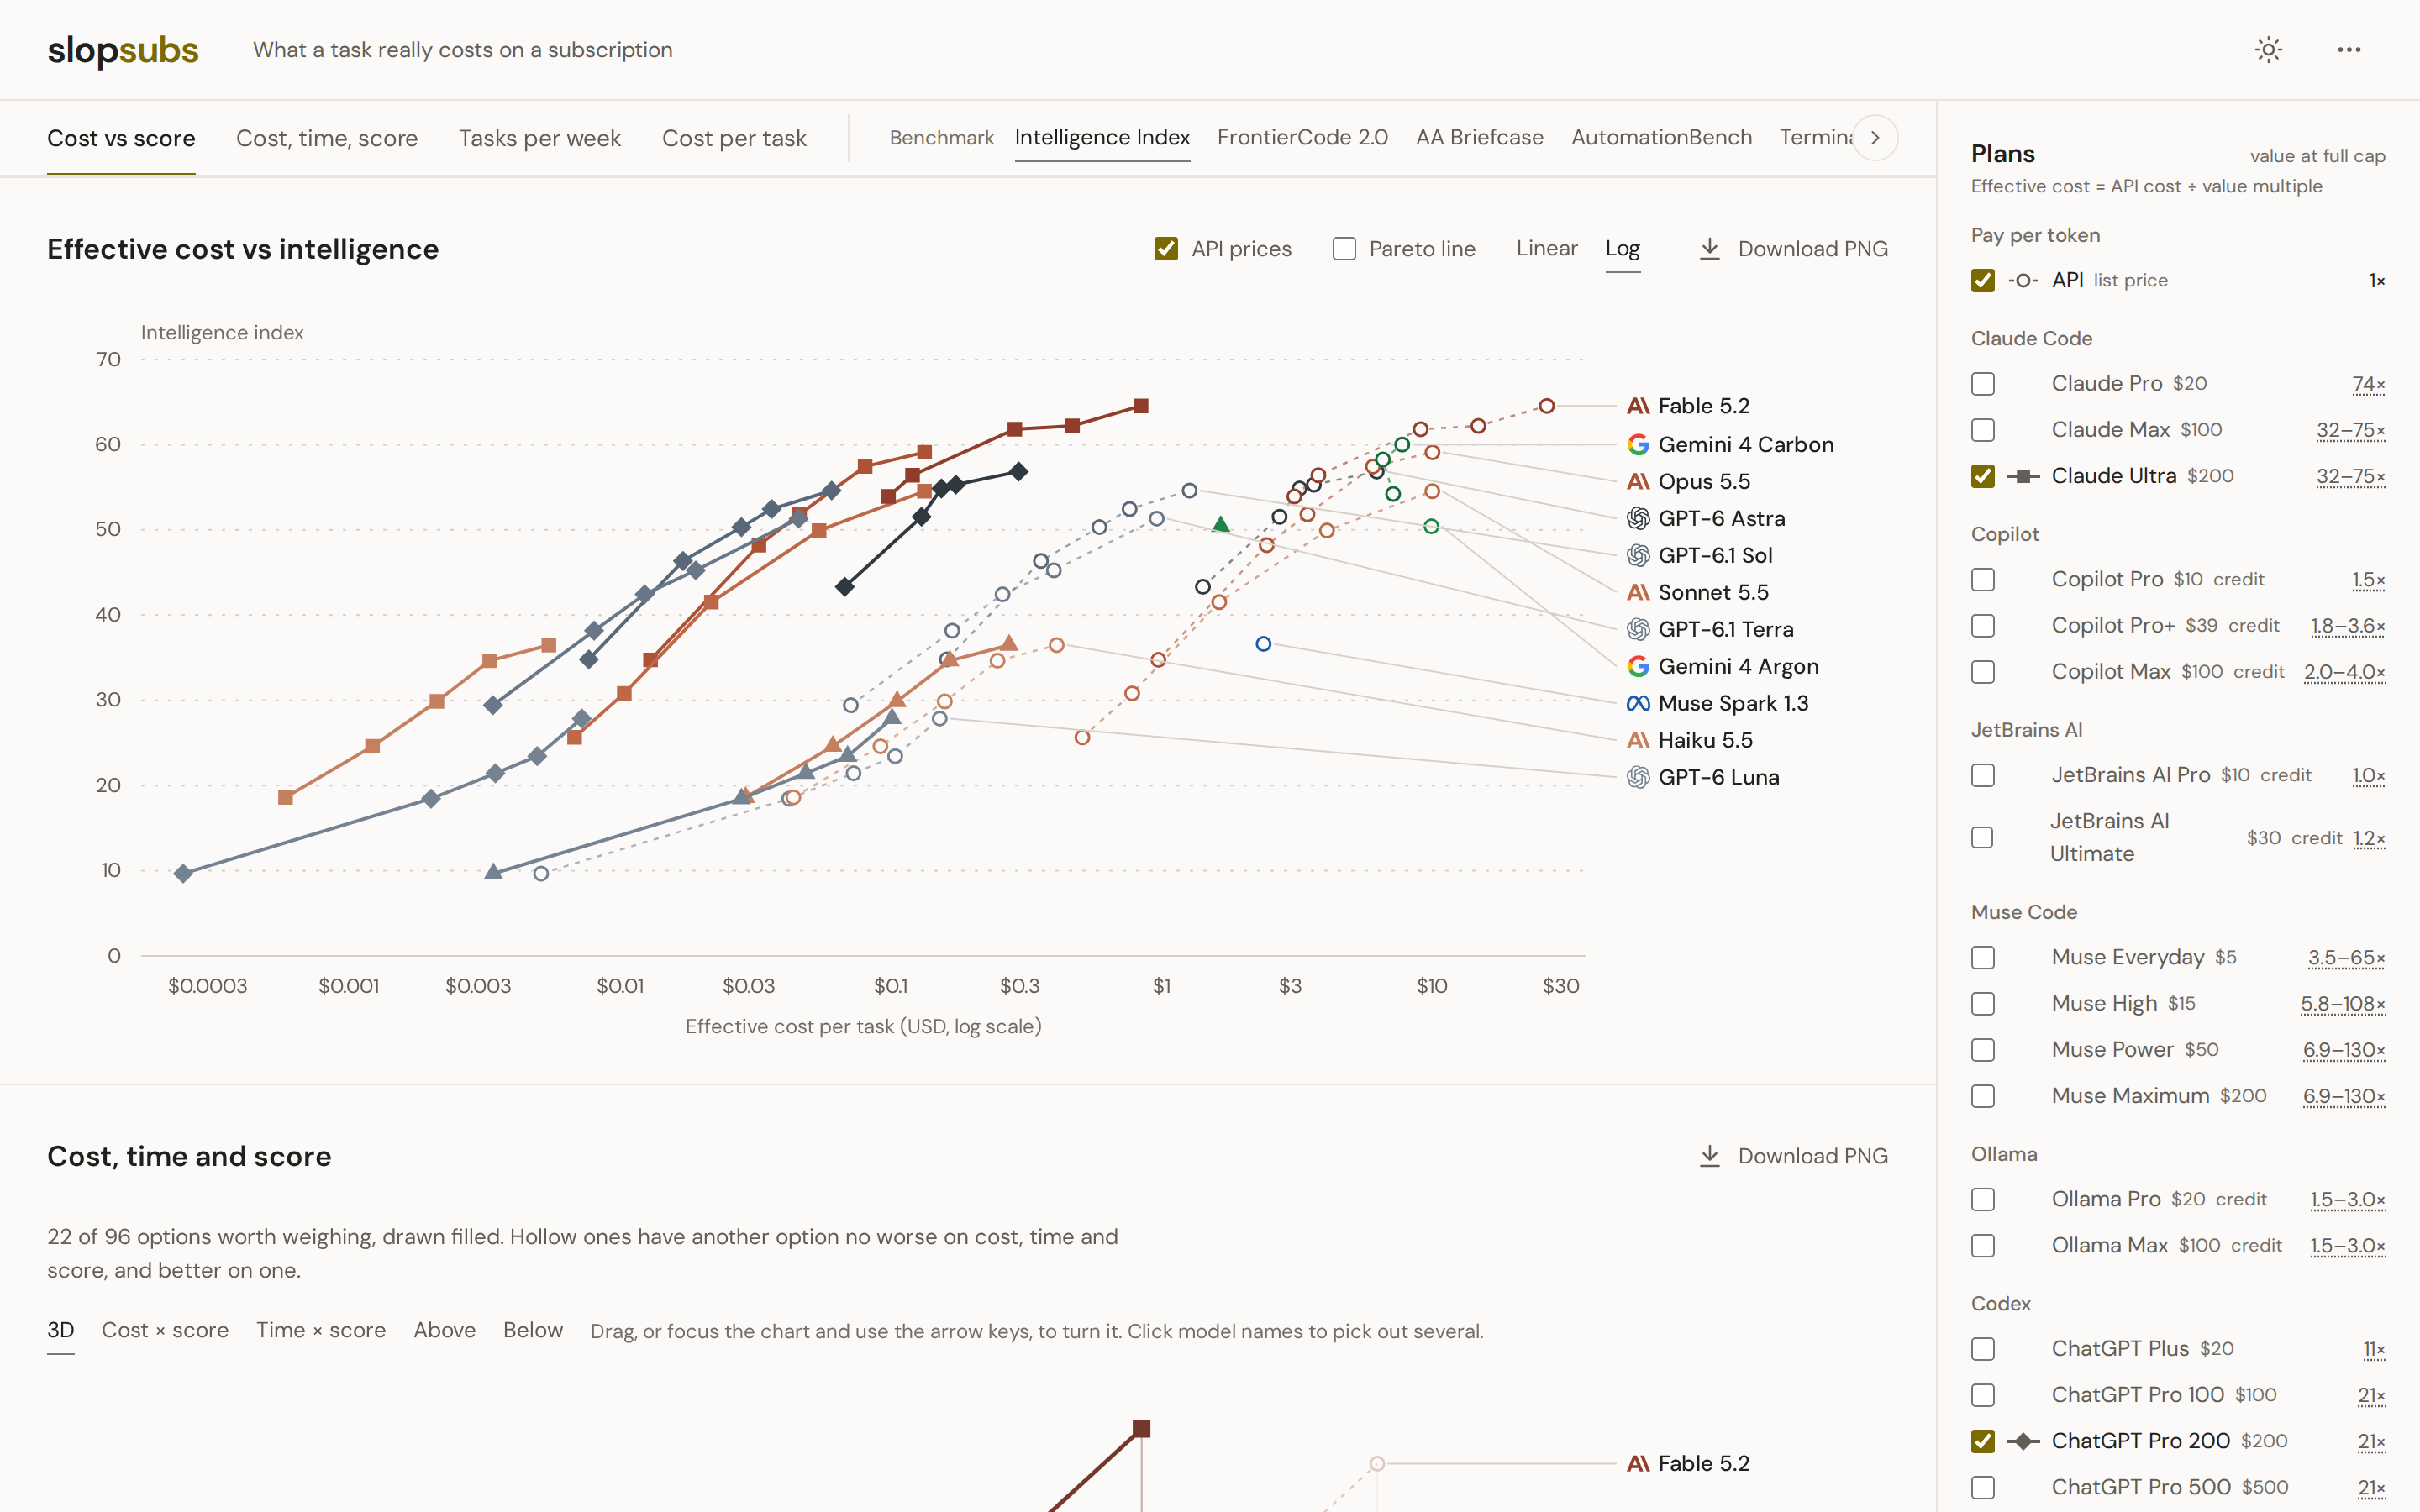 slopsubs
What a task really costs on a subscription
Cost vs score
Cost, time, score
Tasks per week
Cost per task
Benchmark
Intelligence Index
FrontierCode 2.0
AA Briefcase
AutomationBench
Termina
Effective cost vs intelligence
API prices
Pareto line
Linear
Log
Download PNG
Intelligence index
70
60
50
40
30
20
10
0
$0.0003
$0.001
$0.003
$0.01
$0.03
$0.1
$0.3
$1
$3
$10
$30
Effective cost per task (USD, log scale)
Fable 5.2
Gemini 4 Carbon
Opus 5.5
GPT-6 Astra
GPT-6.1 Sol
Sonnet 5.5
GPT-6.1 Terra
Gemini 4 Argon
Muse Spark 1.3
Haiku 5.5
GPT-6 Luna
Cost, time and score
Download PNG
22 of 96 options worth weighing, drawn filled. Hollow ones have another option no worse on cost, time and
score, and better on one.
3D
Cost × score
Time × score
Above
Below
Drag, or focus the chart and use the arrow keys, to turn it. Click model names to pick out several.
Fable 5.2
Plans
value at full cap
Effective cost = API cost ÷ value multiple
Pay per token
API list price 1×
Claude Code
Claude Pro $20 74×
Claude Max $100 32–75×
Claude Ultra $200 32–75×
Copilot
Copilot Pro $10 credit 1.5×
Copilot Pro+ $39 credit 1.8–3.6×
Copilot Max $100 credit 2.0–4.0×
JetBrains AI
JetBrains AI Pro $10 credit 1.0×
JetBrains AI
Ultimate
$30 credit 1.2×
Muse Code
Muse Everyday $5 3.5–65×
Muse High $15 5.8–108×
Muse Power $50 6.9–130×
Muse Maximum $200 6.9–130×
Ollama
Ollama Pro $20 credit 1.5–3.0×
Ollama Max $100 credit 1.5–3.0×
Codex
ChatGPT Plus $20 11×
ChatGPT Pro 100 $100 21×
ChatGPT Pro 200 $200 21×
ChatGPT Pro 500 $500 21×